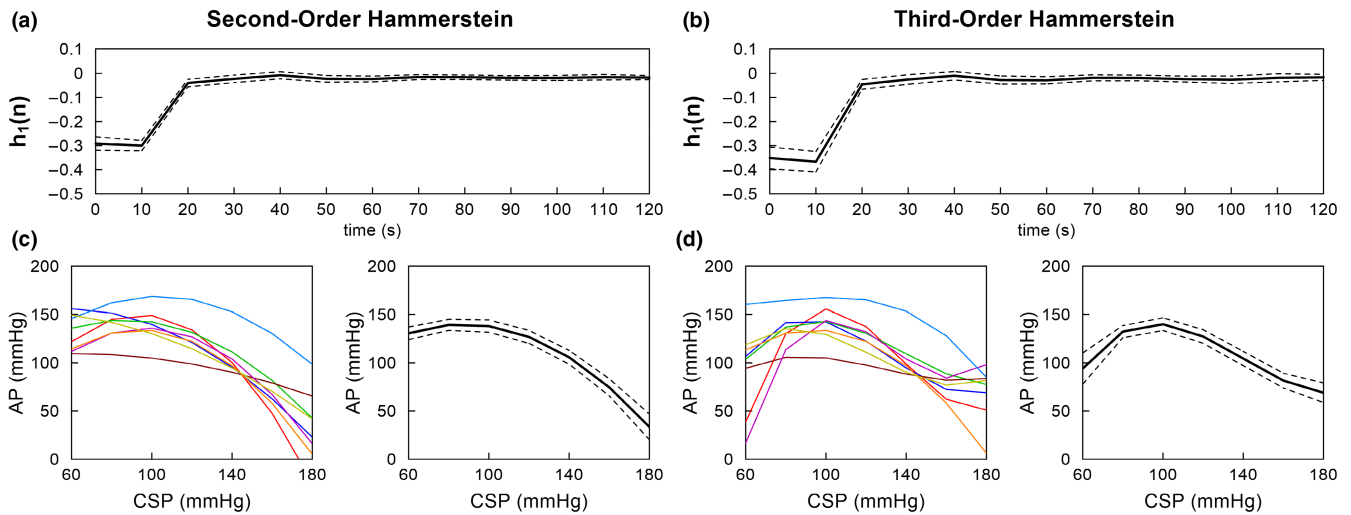 (a) Second-Order Hammerstein
h₁(n)
0.1
0
–0.1
–0.2
–0.3
–0.4
–0.5
0 10 20 30 40 50 60 70 80 90 100 110 120
time (s)
(b) Third-Order Hammerstein
h₁(n)
0.1
0
–0.1
–0.2
–0.3
–0.4
–0.5
0 10 20 30 40 50 60 70 80 90 100 110 120
time (s)
(c)
AP (mmHg)
200
150
100
50
0
60 100 140 180
CSP (mmHg)
AP (mmHg)
200
150
100
50
0
60 100 140 180
CSP (mmHg)
(d)
AP (mmHg)
200
150
100
50
0
60 100 140 180
CSP (mmHg)
AP (mmHg)
200
150
100
50
0
60 100 140 180
CSP (mmHg)